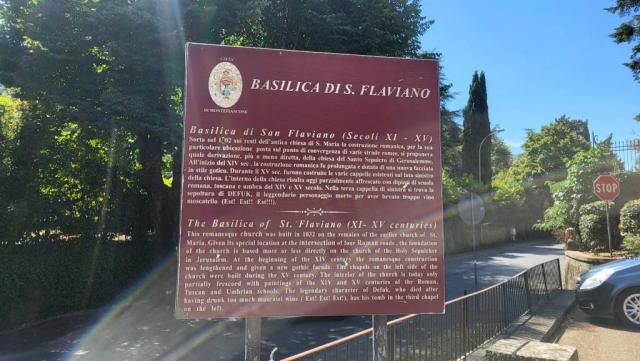 CITTÀ
DI MONTEFIASCONE
BASILICA DI S. FLAVIANO
Basilica di San Flaviano (Secoli XI - XV)
Sorta nel 1 02 sui resti dell'antica chiesa di S. Maria la costruzione romanica, per la sua
particolare ubicazione posta sul punto di convergenza di varie strade romee, si proponeva
quale derivazione, più o meno diretta, della chiesa del Santo Sepolcro di Gerusalemme.
All'inizio del XIV sec. la costruzione romanica fu prolungata e dotata di una nuova facciata
in stile gotico. Durante il XV sec. furono costruite le varie cappelle esistenti sul lato sinistro
della chiesa. L'interno della chiesa risulta oggi parzialmente affrescato con dipinti di scuola
romana, toscana e umbra del XIV e XV secolo. Nella terza cappella di sinistra si trova la
sepoltura di DEFUK, il leggendario personaggio morto per aver bevuto troppo vino
moscatello (Est! Est!! Est!!!).
The Basilica of St. Flaviano (XI- XV centuries)
This romanesque church was built in 1032 on the remains of the earlier church of St.
Maria. Given its special location at the intersection of four Roman roads, the foundation
of the church is based more or less directly on the church of the Holy Sepulcher
in Jerusalem. At the beginning of the XIV century the romanesque construction
was lengthened and given a new gothic facade. The chapels on the left side of the
church were built during the XV century. The interior of the church is today only
partially frescoed with paintings of the XIV and XV centuries of the Roman,
Tuscan and Umbrian schools. The legendary character of Defuk, who died after
having drunk too much moscatel wine ( Est! Est! Est!), has his tomb in the third chapel
on the left.
STOP